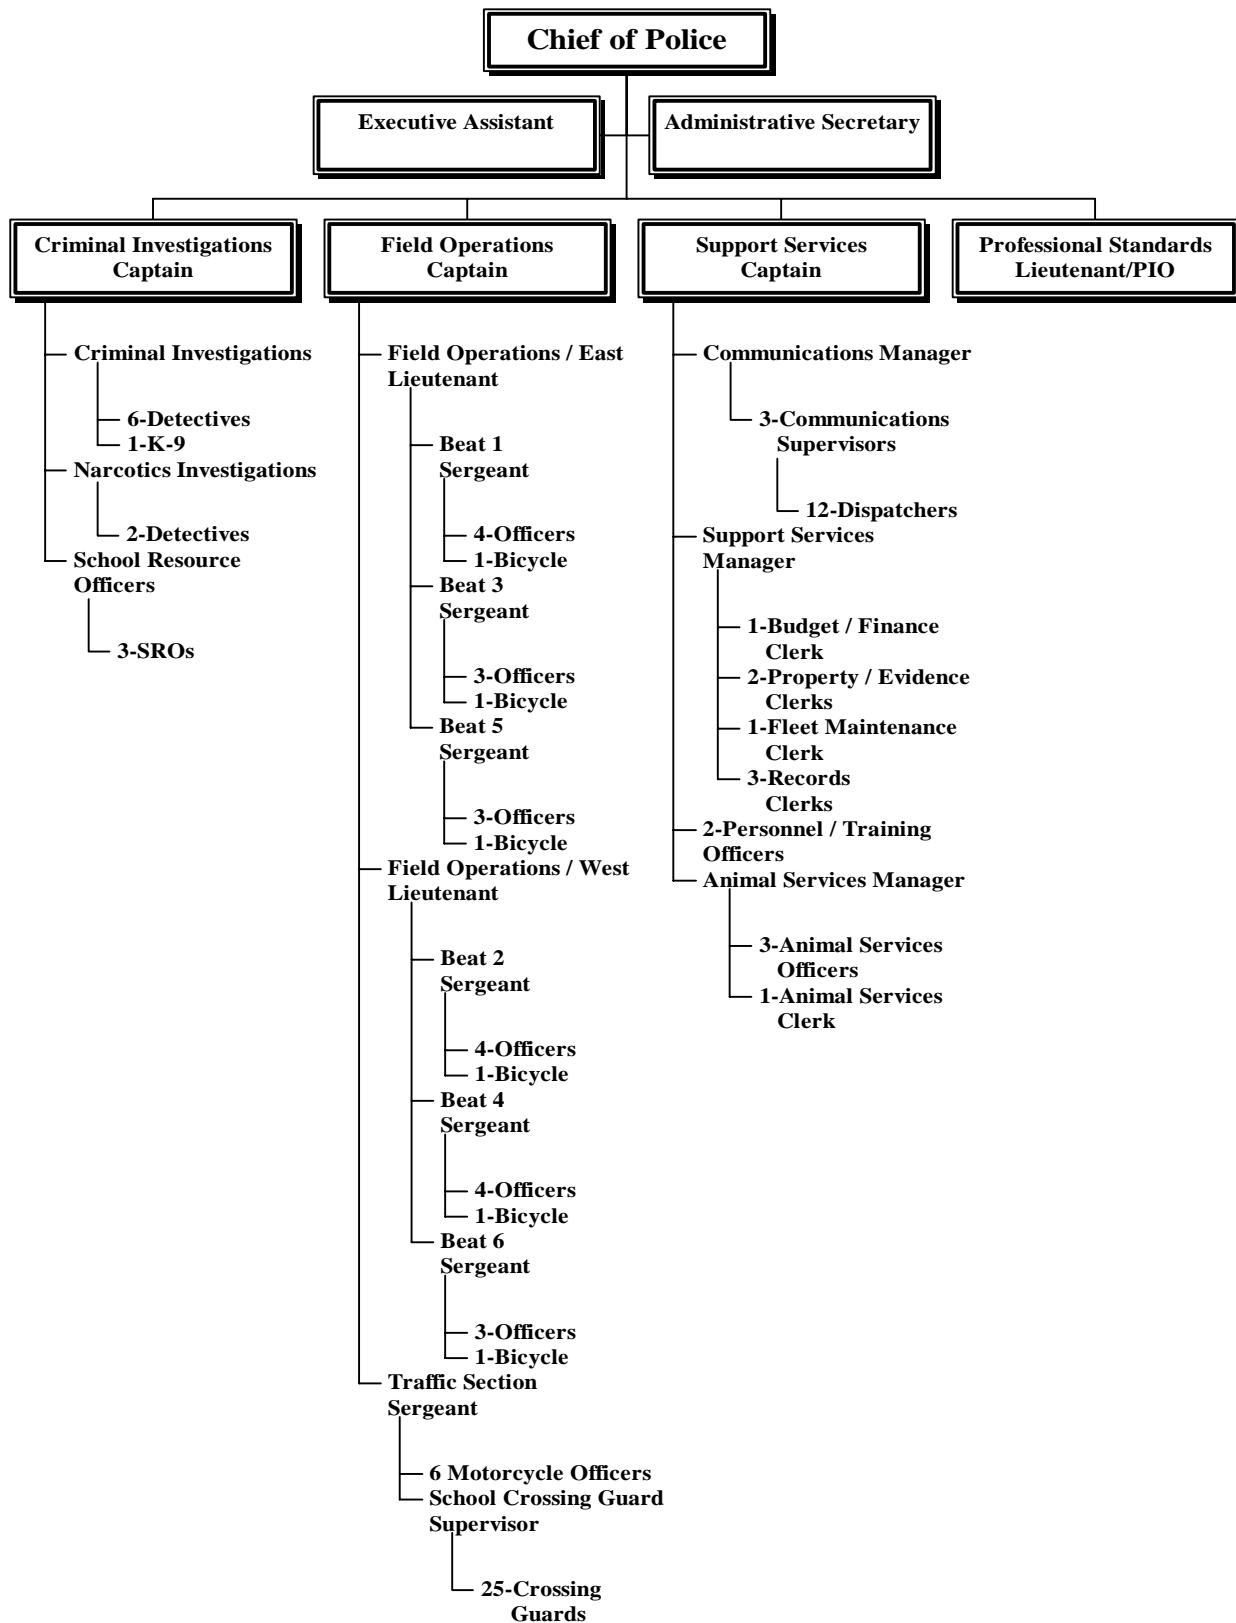 Chief of Police
Executive Assistant
Administrative Secretary
Criminal Investigations
Captain
Field Operations
Captain
Support Services
Captain
Professional Standards
Lieutenant/PIO
Criminal Investigations
6-Detectives
1-K-9
Narcotics Investigations
2-Detectives
School Resource
Officers
3-SROs
Field Operations / East
Lieutenant
Beat 1
Sergeant
4-Officers
1-Bicycle
Beat 3
Sergeant
3-Officers
1-Bicycle
Beat 5
Sergeant
3-Officers
1-Bicycle
Field Operations / West
Lieutenant
Beat 2
Sergeant
4-Officers
1-Bicycle
Beat 4
Sergeant
4-Officers
1-Bicycle
Beat 6
Sergeant
3-Officers
1-Bicycle
Traffic Section
Sergeant
6 Motorcycle Officers
School Crossing Guard
Supervisor
25-Crossing
Guards
Communications Manager
3-Communications
Supervisors
12-Dispatchers
Support Services
Manager
1-Budget / Finance
Clerk
2-Property / Evidence
Clerks
1-Fleet Maintenance
Clerk
3-Records
Clerks
2-Personnel / Training
Officers
Animal Services Manager
3-Animal Services
Officers
1-Animal Services
Clerk